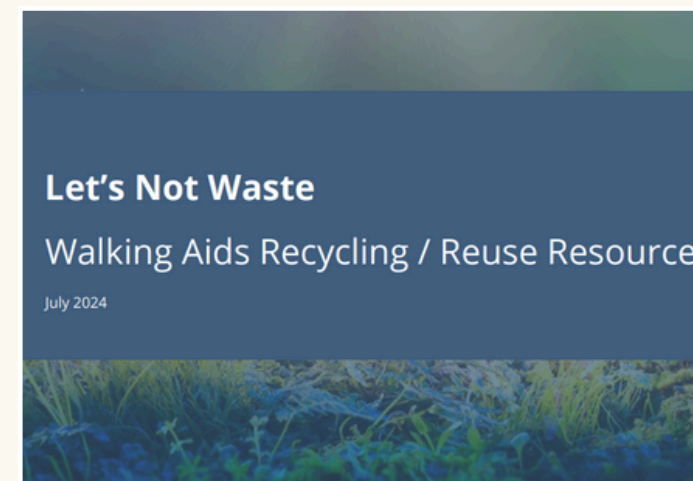 Let’s Not Waste
Walking Aids Recycling / Reuse Resource
July 2024